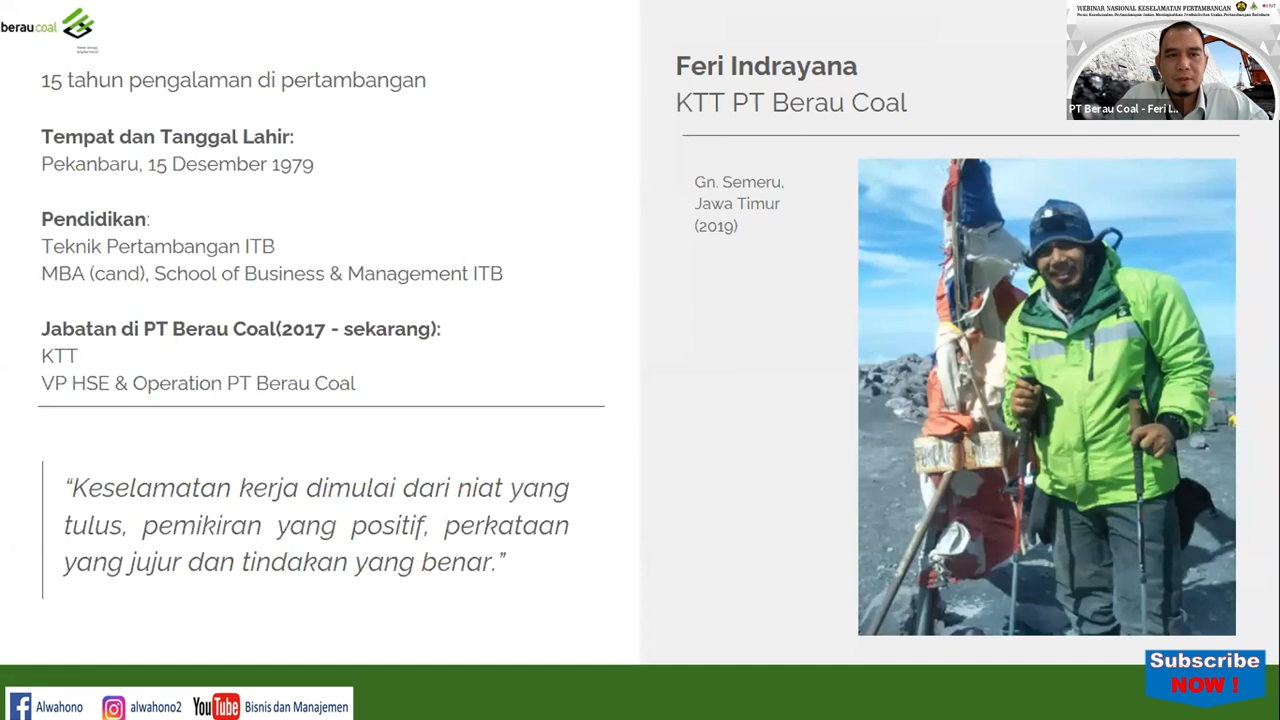 berau coal
15 tahun pengalaman di pertambangan
Tempat dan Tanggal Lahir:
Pekanbaru, 15 Desember 1979
Pendidikan:
Teknik Pertambangan ITB
MBA (cand), School of Business & Management ITB
Jabatan di PT Berau Coal(2017 - sekarang):
KTT
VP HSE & Operation PT Berau Coal
“Keselamatan kerja dimulai dari niat yang
tulus, pemikiran yang positif, perkataan
yang jujur dan tindakan yang benar.”
Feri Indrayana
KTT PT Berau Coal
Gn. Semeru,
Jawa Timur
(2019)
WEBINAR NASIONAL KESELAMATAN PERTAMBANGAN
PT Berau Coal - Feri I...
Subscribe
NOW !
Alwahono
alwahono2
YouTube
Bisnis dan Manajemen